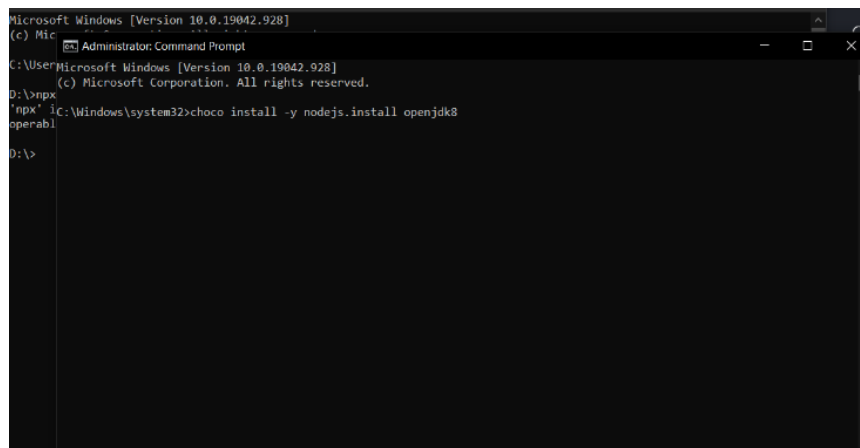 Microsoft Windows [Version 10.0.19042.928]
(c) Mic
Administrator: Command Prompt
C:\User
Microsoft Windows [Version 10.0.19042.928]
(c) Microsoft Corporation. All rights reserved.
D:\>npx
'npx' i
C:\Windows\system32>choco install -y nodejs.install openjdk8
operabl
D:\>